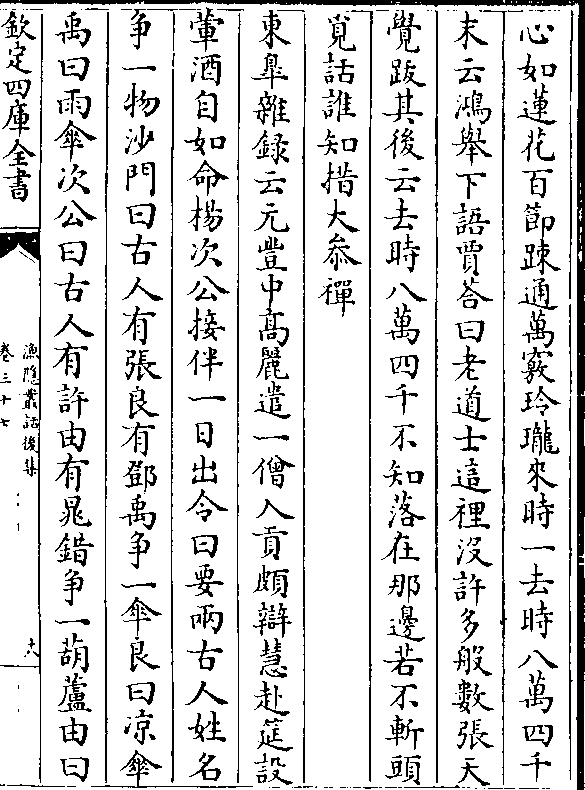 心如蓮花百節踈通萬竅玲瓏來時一去時八萬四千
末云鴻舉下語賈荅曰老道士這裡没許多般數張天
覺跋其後云去時八萬四千不知落在那邊若不斬頭
覓話誰知措大叅禪
東臯雜録云元豐中髙麗遣一僧入貢頗辯慧赴筵設
葷酒自如命楊次公接伴一日出令曰要兩古人姓名
争一物沙門曰古人有張良有鄧禹争一傘良曰凉傘
禹曰雨傘次公曰古人有許由有晁錯争一葫蘆由曰
欽定四庫全書
漁隱叢話後集
卷三十七